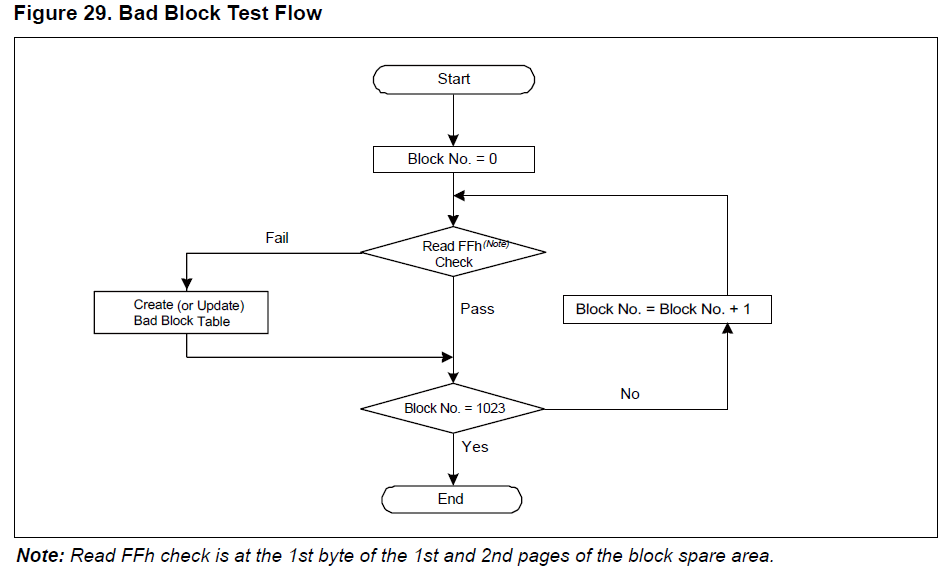 Figure 29. Bad Block Test Flow
Start
Block No. = 0
Fail
Read FFh(Note)
Check
Create (or Update)
Bad Block Table
Pass
Block No. = Block No. + 1
No
Block No. = 1023
Yes
End
Note: Read FFh check is at the 1st byte of the 1st and 2nd pages of the block spare area.